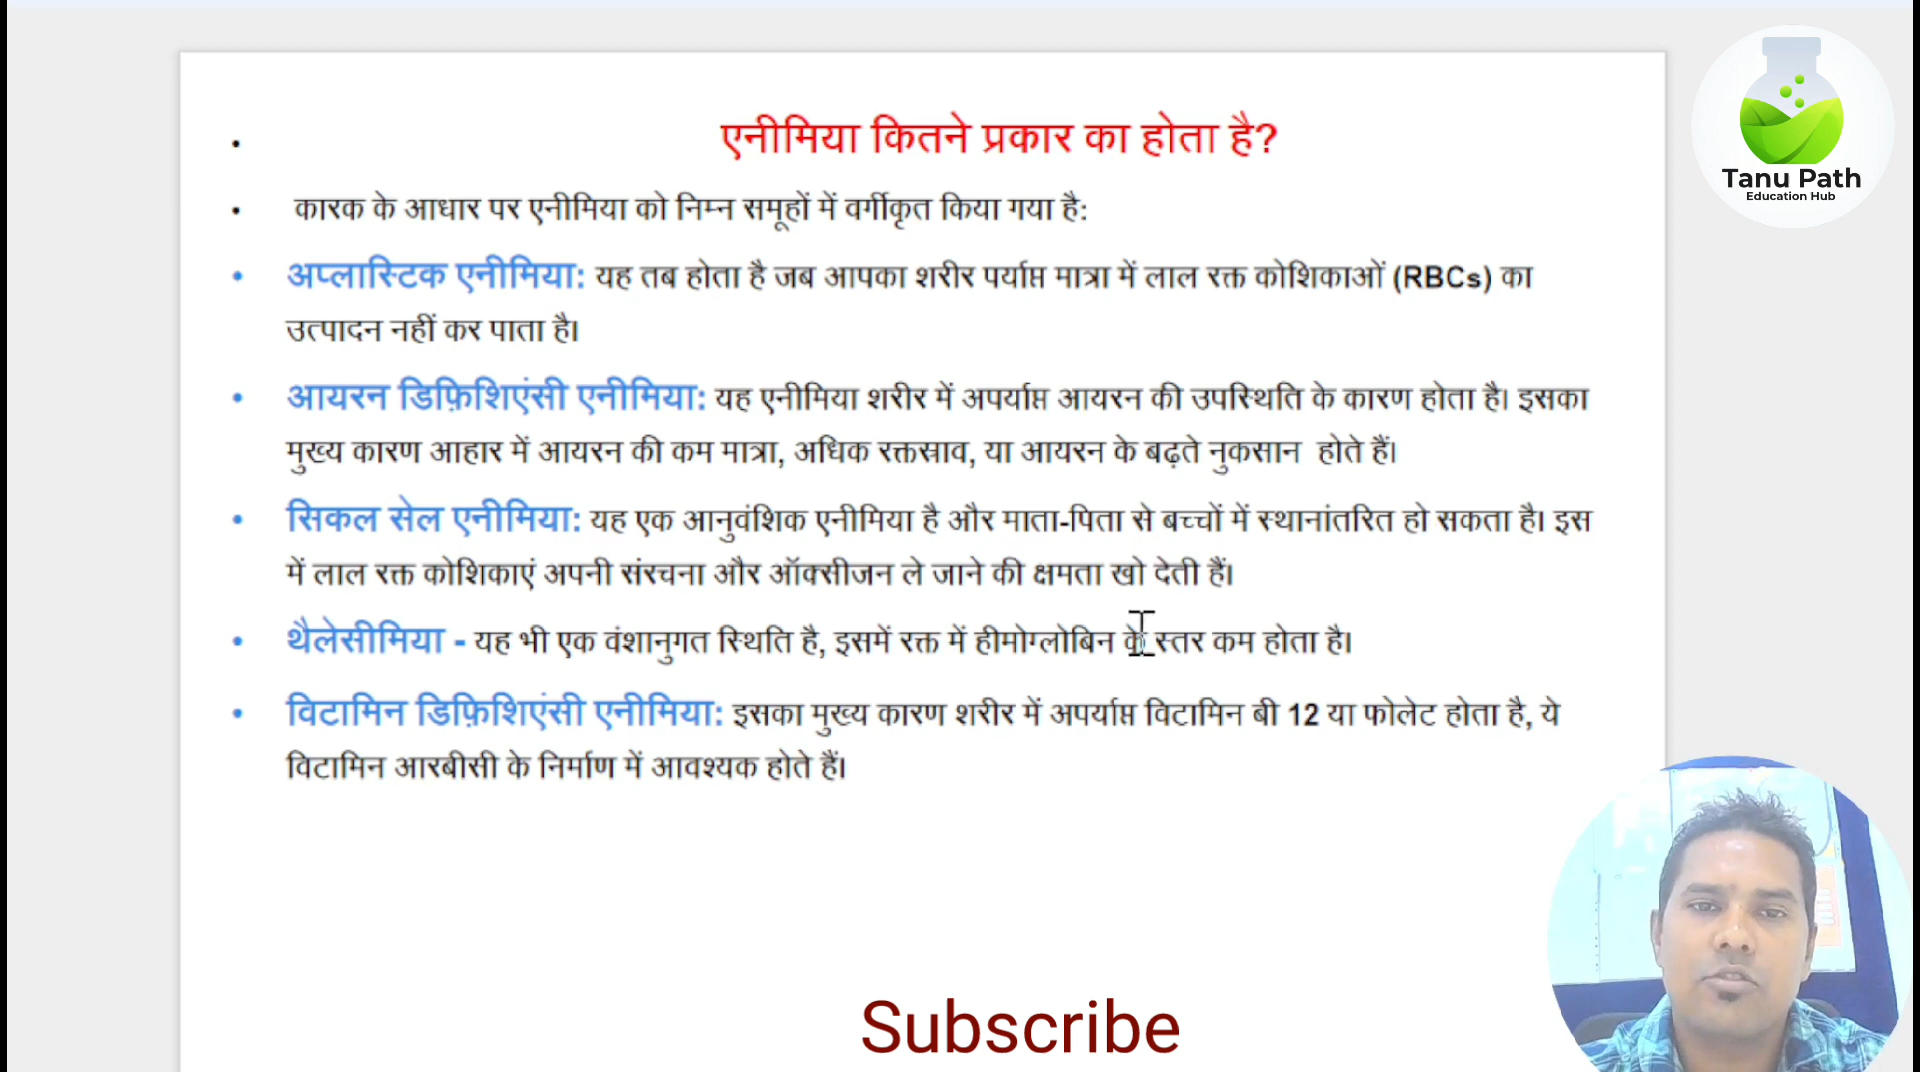 एनीमिया कितने प्रकार का होता है?
कारक के आधार पर एनीमिया को निम्न समूहों में वर्गीकृत किया गया है:
अप्लास्टिक एनीमिया: यह तब होता है जब आपका शरीर पर्याप्त मात्रा में लाल रक्त कोशिकाओं (RBCs) का
उत्पादन नहीं कर पाता है।
आयरन डिफ़िशिएंसी एनीमिया: यह एनीमिया शरीर में अपर्याप्त आयरन की उपस्थिति के कारण होता है। इसका
मुख्य कारण आहार में आयरन की कम मात्रा, अधिक रक्तस्राव, या आयरन के बढ़ते नुकसान होते हैं।
सिकल सेल एनीमिया: यह एक आनुवंशिक एनीमिया है और माता-पिता से बच्चों में स्थानांतरित हो सकता है। इस
में लाल रक्त कोशिकाएं अपनी संरचना और ऑक्सीजन ले जाने की क्षमता खो देती हैं।
थैलेसीमिया - यह भी एक वंशानुगत स्थिति है, इसमें रक्त में हीमोग्लोबिन के स्तर कम होता है।
विटामिन डिफ़िशिएंसी एनीमिया: इसका मुख्य कारण शरीर में अपर्याप्त विटामिन बी 12 या फोलेट होता है, ये
विटामिन आरबीसी के निर्माण में आवश्यक होते हैं।
Tanu Path
Education Hub
Subscribe